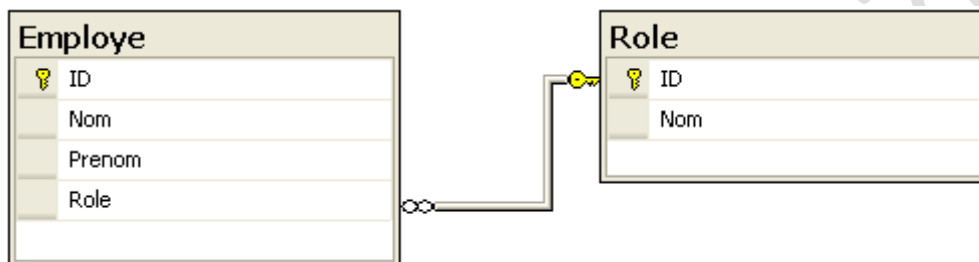 Employe
ID
Nom
Prenom
Role
Role
ID
Nom